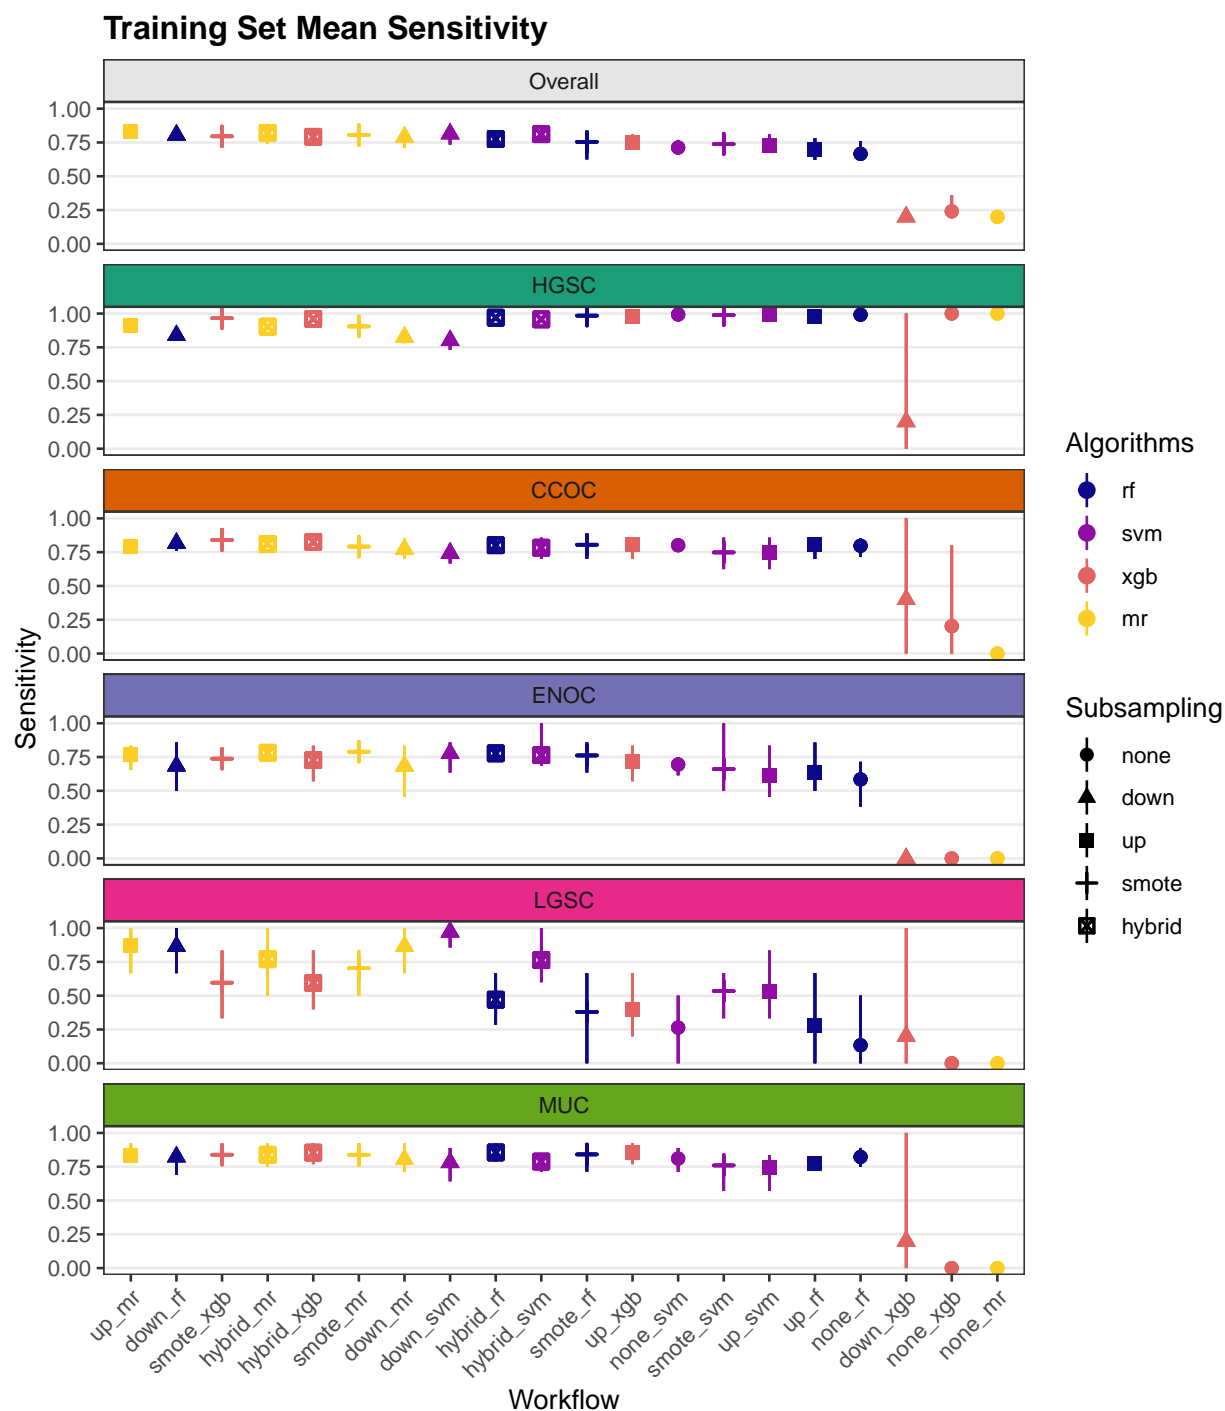 Training Set Mean Sensitivity
Overall
1.00
0.75
0.50
0.25
0.00
HGSC
1.00
0.75
0.50
0.25
0.00
CCOC
1.00
0.75
0.50
0.25
0.00
ENOC
1.00
0.75
0.50
0.25
0.00
LGSC
1.00
0.75
0.50
0.25
0.00
MUC
1.00
0.75
0.50
0.25
0.00
Sensitivity
up_mr
down_rf
smote_xgb
hybrid_mr
hybrid_xgb
smote_mr
down_mr
down_svm
hybrid_rf
hybrid_svm
smote_rf
up_xgb
none_svm
smote_svm
up_svm
up_rf
none_rf
down_xgb
none_xgb
none_mr
Workflow
Algorithms
rf
svm
xgb
mr
Subsampling
none
down
up
smote
hybrid